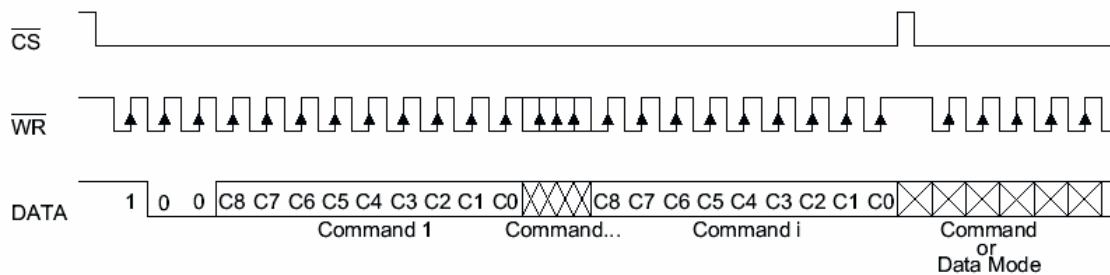 CS
WR
DATA 1 0 0 C8 C7 C6 C5 C4 C3 C2 C1 C0 C8 C7 C6 C5 C4 C3 C2 C1 C0
Command 1 Command... Command i Command
or
Data Mode